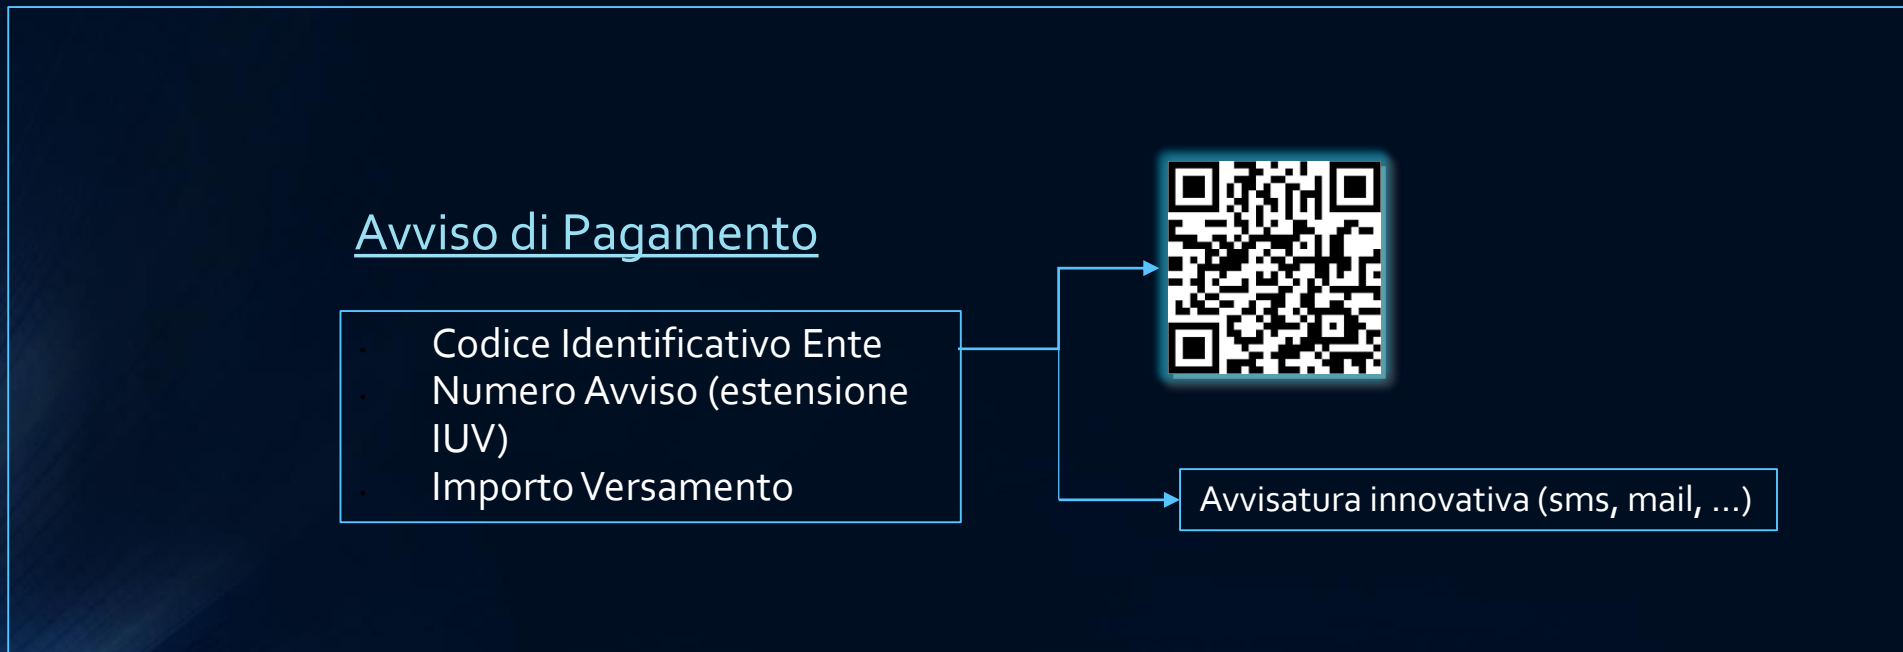 Avviso di Pagamento
Codice Identificativo Ente
Numero Avviso (estensione
IUV)
Importo Versamento
Avvisatura innovativa (sms, mail, ...)